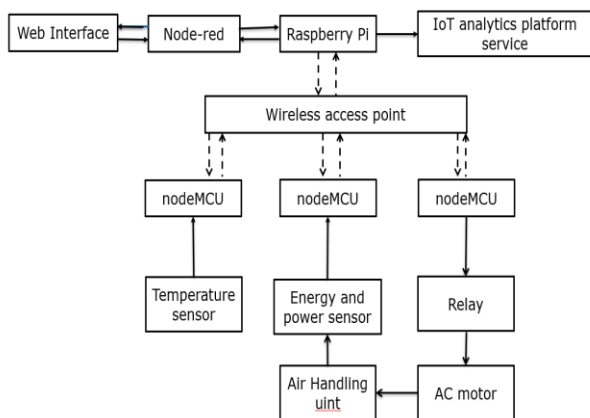 Web Interface
Node-red
Raspberry Pi
IoT analytics platform
service
Wireless access point
nodeMCU
nodeMCU
nodeMCU
Temperature
sensor
Energy and
power sensor
Relay
Air Handling
uint
AC motor